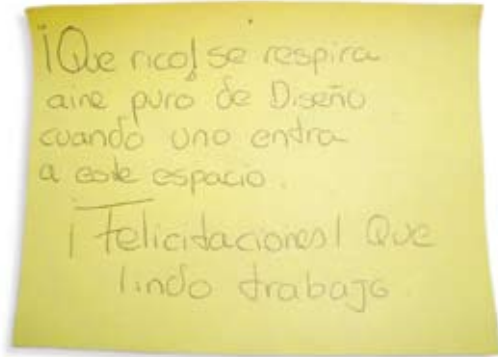 ¡Que rico! se respira
aire puro de Diseño
cuando uno entra
a este espacio.
¡Felicitaciones! Que
lindo trabajo.